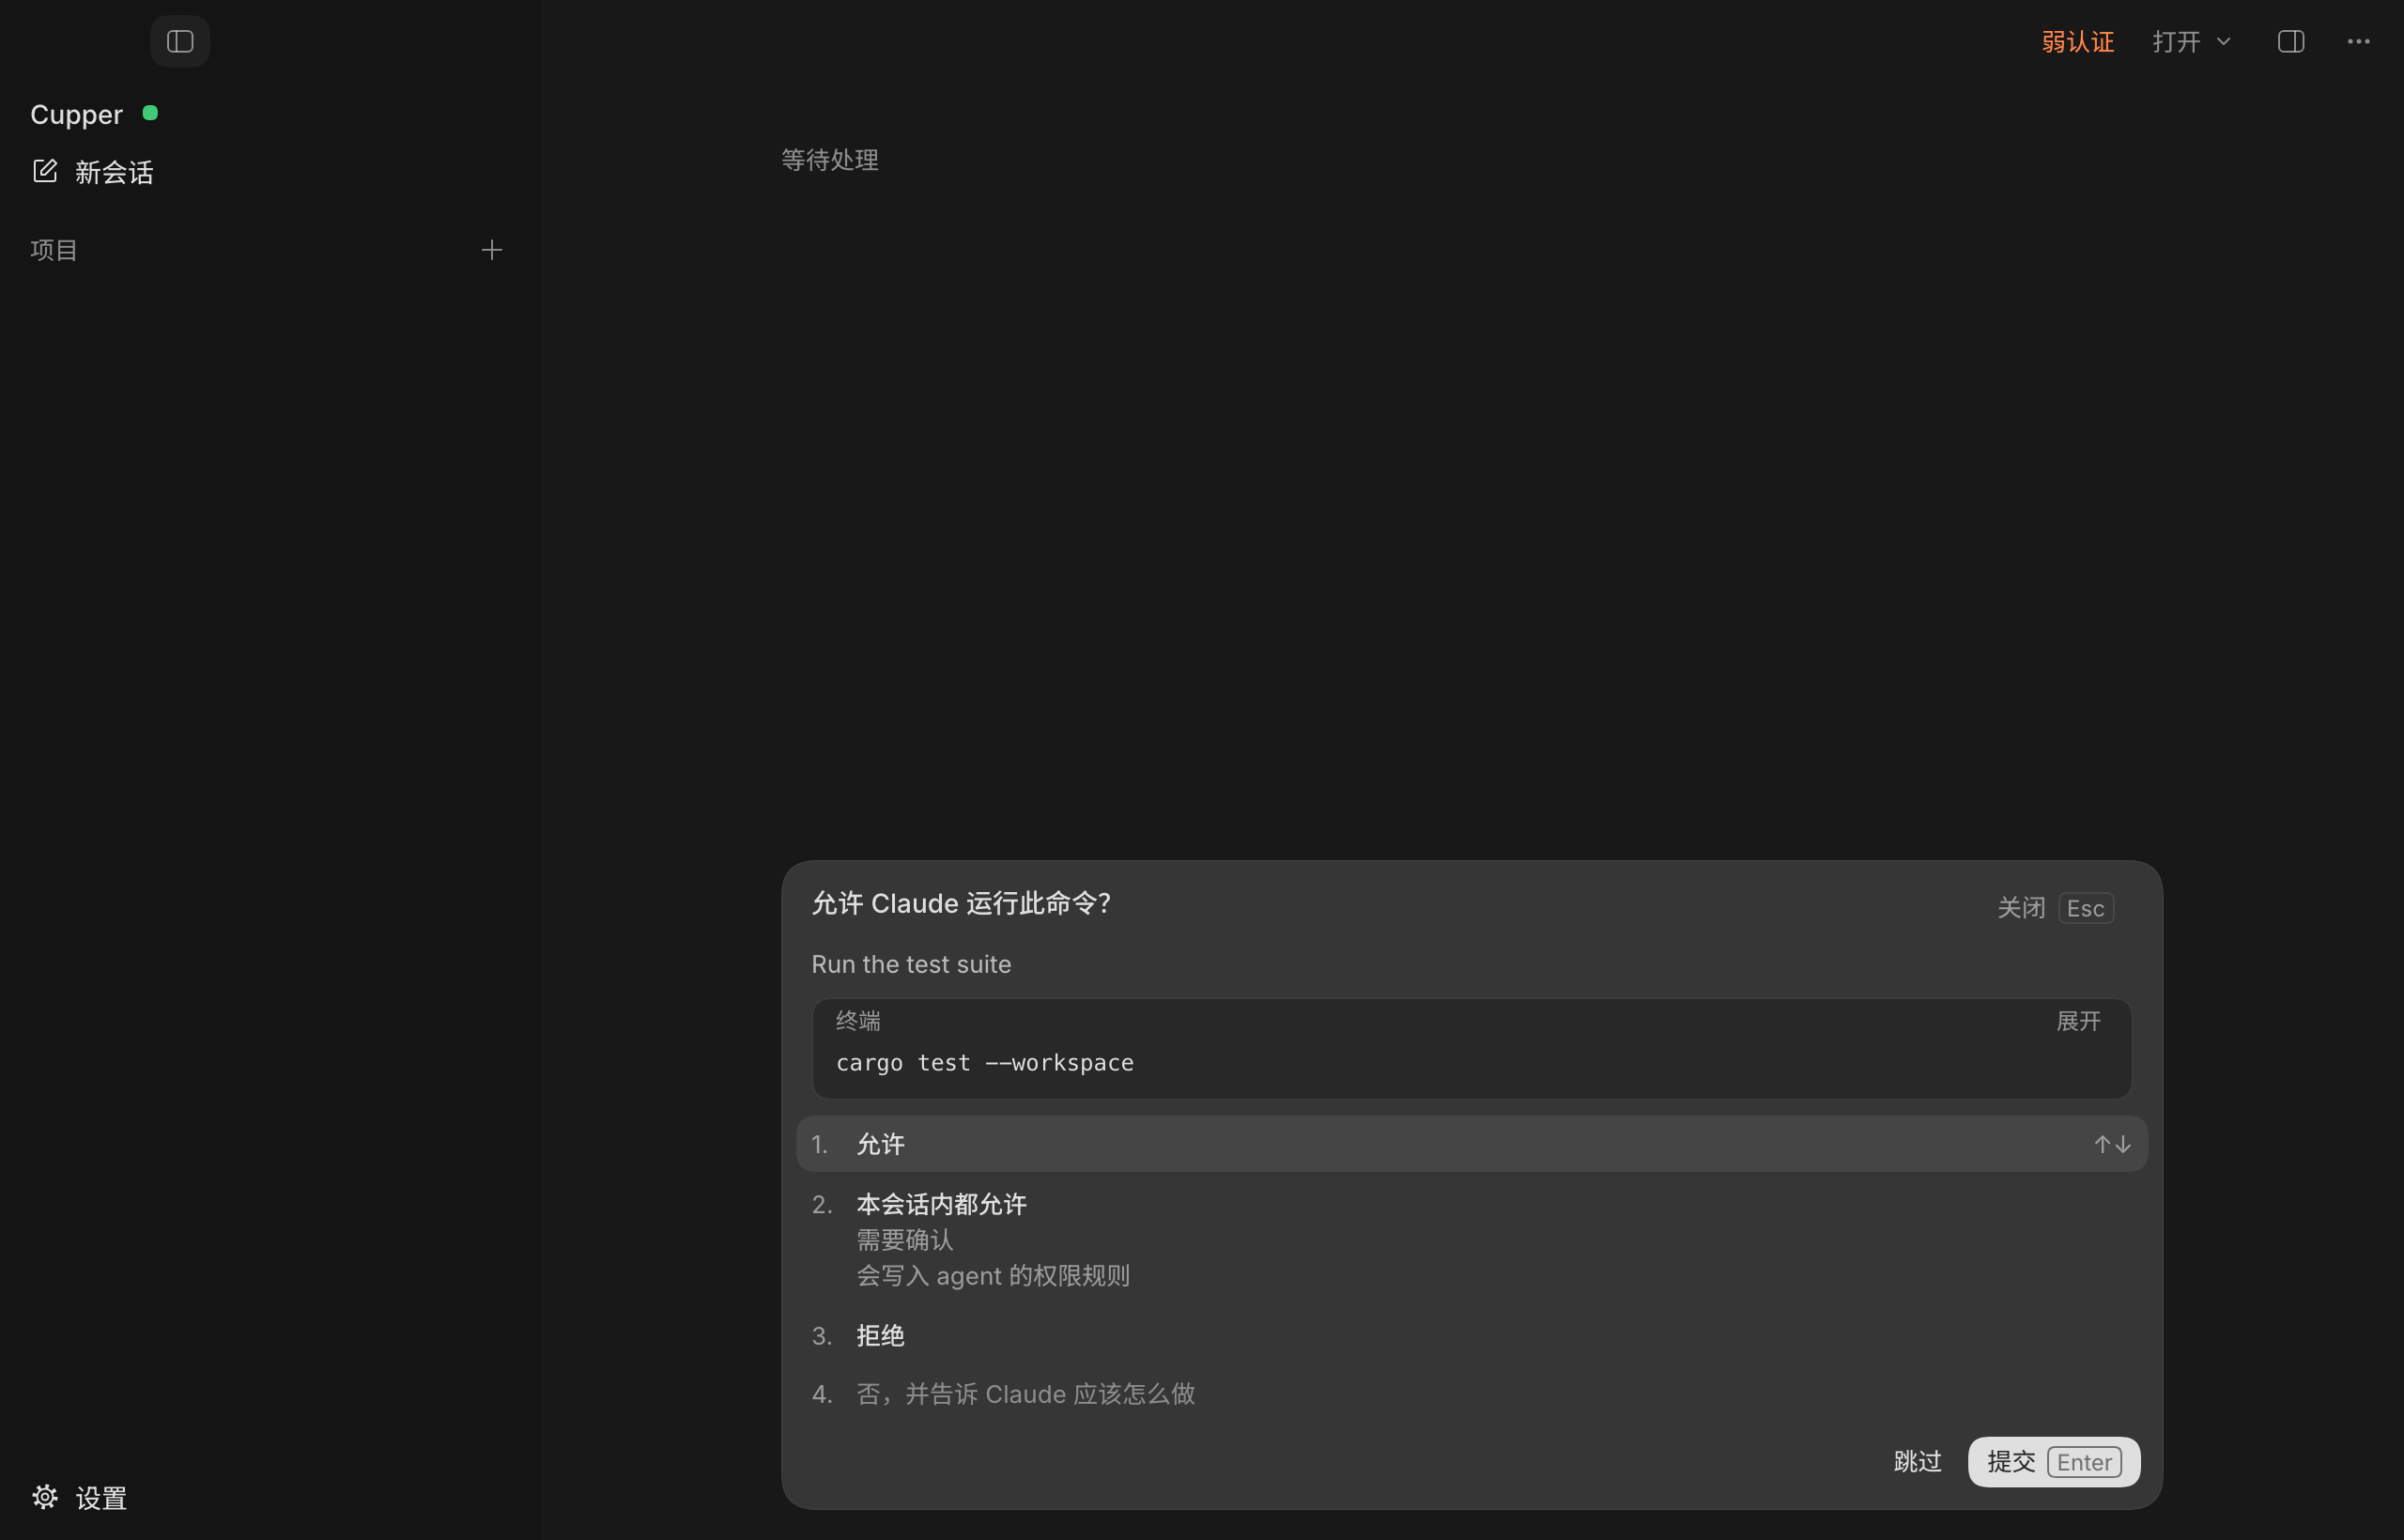 Cupper
新会话
项目
设置
弱认证
打开
等待处理
允许 Claude 运行此命令?
关闭 Esc
Run the test suite
终端
展开
cargo test --workspace
1. 允许 ↑↓
2. 本会话内都允许
需要确认
会写入 agent 的权限规则
3. 拒绝
4. 否，并告诉 Claude 应该怎么做
跳过
提交 Enter